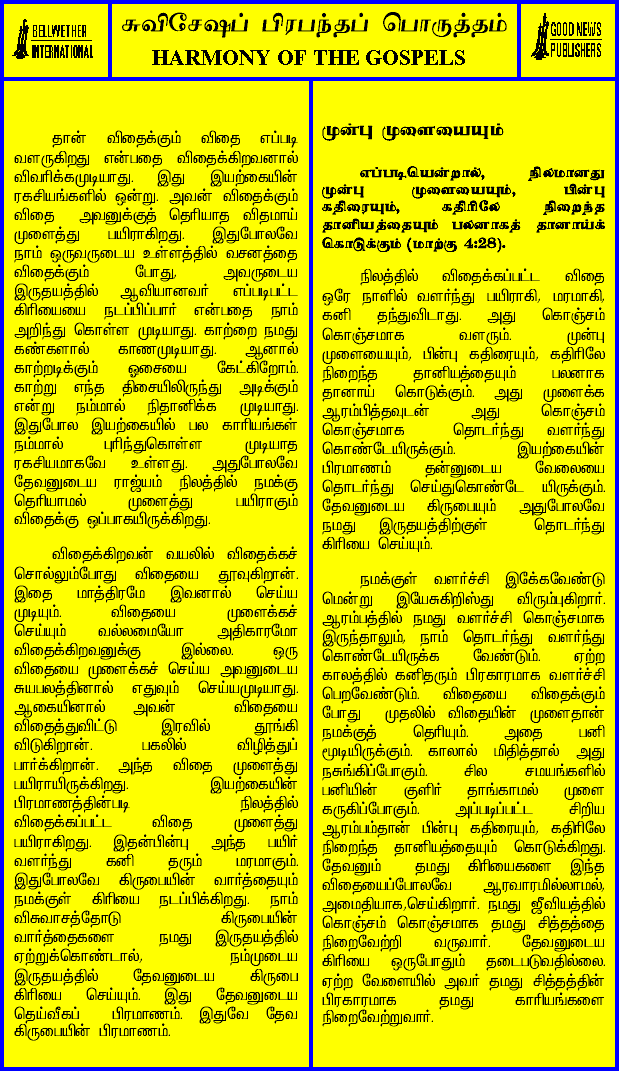 BELLWETHER
INTERNATIONAL
சுவிசேஷப் பிரபந்தப் பொருத்தம்
HARMONY OF THE GOSPELS
GOOD NEWS
PUBLISHERS
தான் விதைக்கும் விதை எப்படி
வளருகிறது என்பதை விதைக்கிறவனால்
விவரிக்கமுடியாது. இது இயற்கையின்
ரகசியங்களில் ஒன்று. அவன் விதைக்கும்
விதை அவனுக்குத் தெரியாத விதமாய்
முளைத்து பயிராகிறது. இதுபோலவே
நாம் ஒருவருடைய உள்ளத்தில் வசனத்தை
விதைக்கும் போது, அவருடைய
இருதயத்தில் ஆவியானவர் எப்படிபட்ட
கிரியையை நடப்பிப்பார் என்பதை நாம்
அறிந்து கொள்ள முடியாது. காற்றை நமது
கண்களால் காணமுடியாது. ஆனால்
காற்றடிக்கும் ஓசையை கேட்கிறோம்.
காற்று எந்த திசையிலிருந்து அடிக்கும்
என்று நம்மால் நிதானிக்க முடியாது.
இதுபோல இயற்கையில் பல காரியங்கள்
நம்மால் புரிந்துகொள்ள முடியாத
ரகசியமாகவே உள்ளது. அதுபோலவே
தேவனுடைய ராஜ்யம் நிலத்தில் நமக்கு
தெரியாமல் முளைத்து பயிராகும்
விதைக்கு ஒப்பாகயிருக்கிறது.
விதைக்கிறவன் வயலில் விதைக்கச்
சொல்லும்போது விதையை தூவுகிறான்.
இதை மாத்திரமே இவனால் செய்ய
முடியும். விதையை முளைக்கச்
செய்யும் வல்லமையோ அதிகாரமோ
விதைக்கிறவனுக்கு இல்லை. ஒரு
விதையை முளைக்கச் செய்ய அவனுடைய
சுயபலத்தினால் எதுவும் செய்யமுடியாது.
ஆகையினால் அவன் விதையை
விதைத்துவிட்டு இரவில் தூங்கி
விடுகிறான். பகலில் விழித்துப்
பார்க்கிறான். அந்த விதை முளைத்து
பயிராயிருக்கிறது. இயற்கையின்
பிரமாணத்தின்படி நிலத்தில்
விதைக்கப்பட்ட விதை முளைத்து
பயிராகிறது. இதன்பின்பு அந்த பயிர்
வளர்ந்து கனி தரும் மரமாகும்.
இதுபோலவே கிருபையின் வார்த்தையும்
நமக்குள் கிரியை நடப்பிக்கிறது. நாம்
விசுவாசத்தோடு கிருபையின்
வார்த்தைகளை நமது இருதயத்தில்
ஏற்றுக்கொண்டால், நம்முடைய
இருதயத்தில் தேவனுடைய கிருபை
கிரியை செய்யும். இது தேவனுடைய
தெய்வீகப் பிரமாணம். இதுவே தேவ
கிருபையின் பிரமாணம்.
முன்பு முளையையும்
எப்படியென்றால், நிலமானது
முன்பு முளையையும், பின்பு
கதிரையும், கதிரிலே நிறைந்த
தானியத்தையும் பலனாகத் தானாய்க்
கொடுக்கும் (மாற்கு 4:28).
நிலத்தில் விதைக்கப்பட்ட விதை
ஒரே நாளில் வளர்ந்து பயிராகி, மரமாகி,
கனி தந்துவிடாது. அது கொஞ்சம்
கொஞ்சமாக வளரும். முன்பு
முளையையும், பின்பு கதிரையும், கதிரிலே
நிறைந்த தானியத்தையும் பலனாக
தானாய் கொடுக்கும். அது முளைக்க
ஆரம்பித்தவுடன் அது கொஞ்சம்
கொஞ்சமாக தொடர்ந்து வளர்ந்து
கொண்டேயிருக்கும். இயற்கையின்
பிரமாணம் தன்னுடைய வேலையை
தொடர்ந்து செய்துகொண்டே யிருக்கும்.
தேவனுடைய கிருபையும் அதுபோலவே
நமது இருதயத்திற்குள் தொடர்ந்து
கிரியை செய்யும்.
நமக்குள் வளர்ச்சி இக்கேவேண்டு
மென்று இயேசுகிறிஸ்து விரும்புகிறார்.
ஆரம்பத்தில் நமது வளர்ச்சி கொஞ்சமாக
இருந்தாலும், நாம் தொடர்ந்து வளர்ந்து
கொண்டேயிருக்க வேண்டும். ஏற்ற
காலத்தில் கனிதரும் பிரகாரமாக வளர்ச்சி
பெறவேண்டும். விதையை விதைக்கும்
போது முதலில் விதையின் முளைதான்
நமக்குத் தெரியும். அதை பனி
மூடியிருக்கும். காலால் மிதித்தால் அது
நசுங்கிப்போகும். சில சமயங்களில்
பனியின் குளிர் தாங்காமல் முளை
கருகிப்போகும். அப்படிப்பட்ட சிறிய
ஆரம்பம்தான் பின்பு கதிரையும், கதிரிலே
நிறைந்த தானியத்தையும் கொடுக்கிறது.
தேவனும் தமது கிரியைகளை இந்த
விதையைப்போலவே ஆரவாரமில்லாமல்,
அமைதியாக,செய்கிறார். நமது ஜீவியத்தில்
கொஞ்சம் கொஞ்சமாக தமது சித்தத்தை
நிறைவேற்றி வருவார். தேவனுடைய
கிரியை ஒருபோதும் தடைபடுவதில்லை.
ஏற்ற வேளையில் அவர் தமது சித்தத்தின்
பிரகாரமாக தமது காரியங்களை
நிறைவேற்றுவார்.